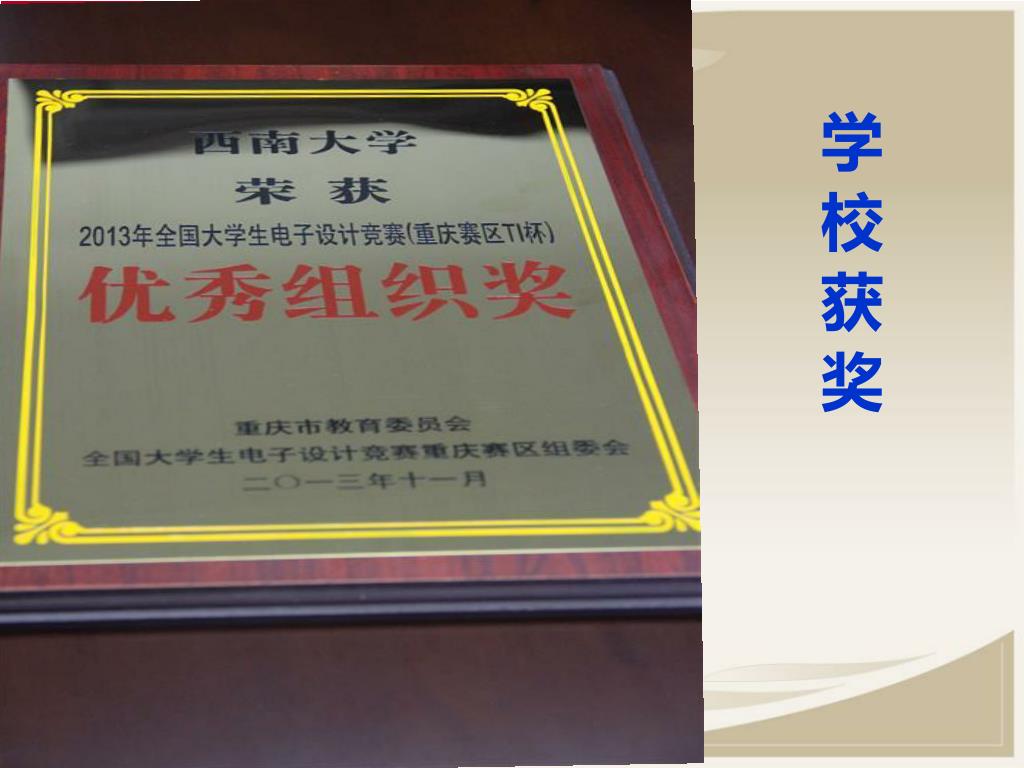 西南大学
荣 获
2013年全国大学生电子设计竞赛(重庆赛区TI杯)
优秀组织奖
重庆市教育委员会
全国大学生电子设计竞赛重庆赛区组委会
二〇一三年十一月
学校获奖